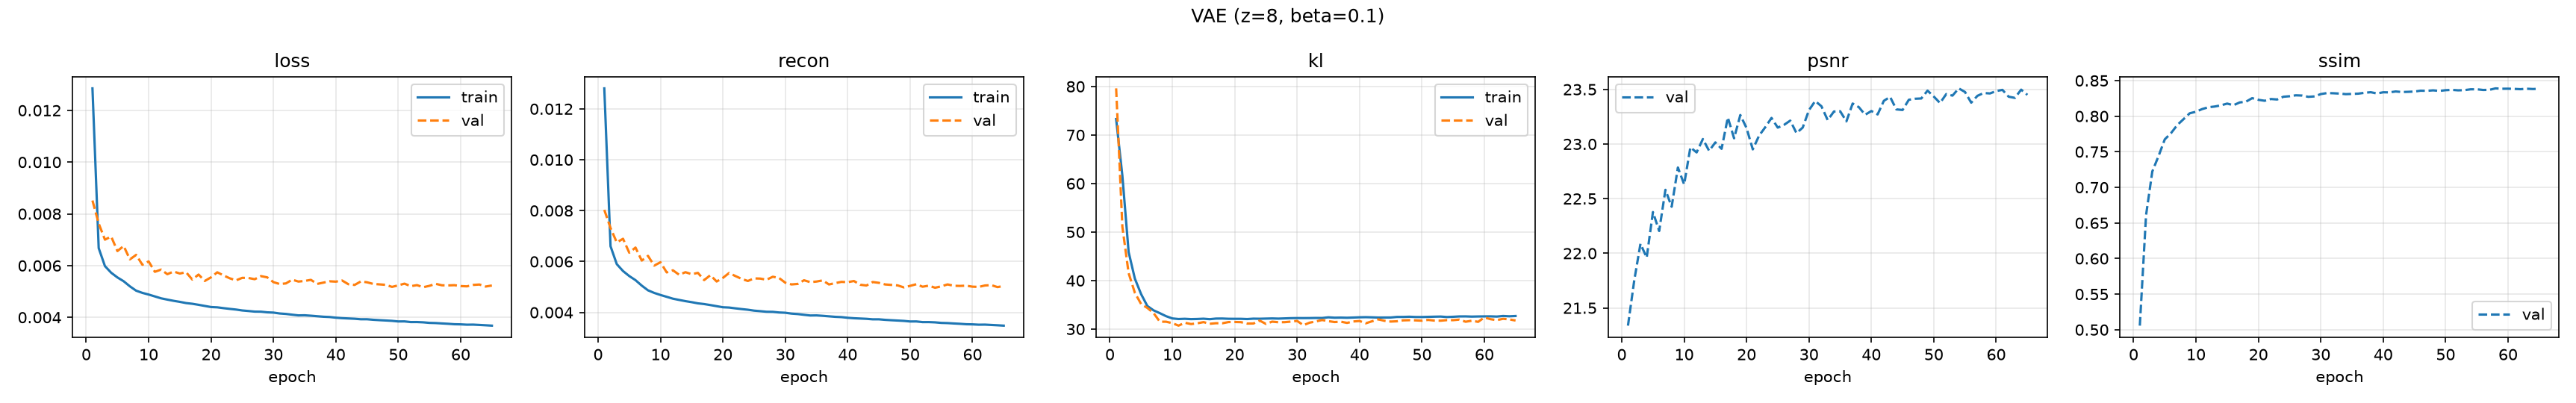 VAE (z=8, beta=0.1)
loss
0.012
0.010
0.008
0.006
0.004
train
val
0 10 20 30 40 50 60
epoch
recon
0.012
0.010
0.008
0.006
0.004
train
val
0 10 20 30 40 50 60
epoch
kl
80
70
60
50
40
30
train
val
0 10 20 30 40 50 60
epoch
psnr
23.5
23.0
22.5
22.0
21.5
val
0 10 20 30 40 50 60
epoch
ssim
0.85
0.80
0.75
0.70
0.65
0.60
0.55
0.50
val
0 10 20 30 40 50 60
epoch